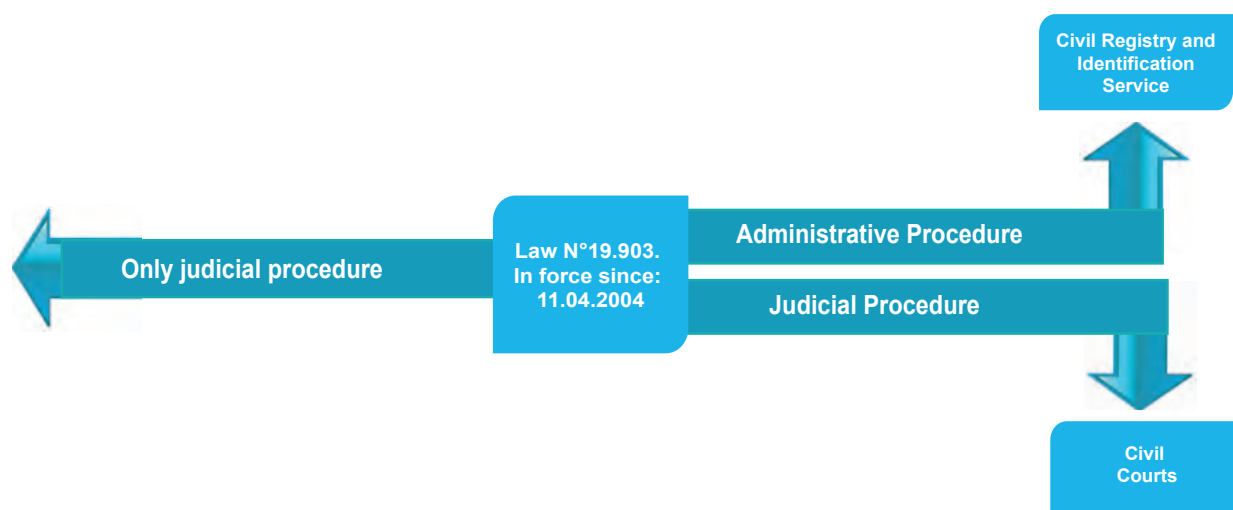 Civil Registry and
Identification
Service
Only judicial procedure
Law N°19.903.
In force since:
11.04.2004
Administrative Procedure
Judicial Procedure
Civil
Courts